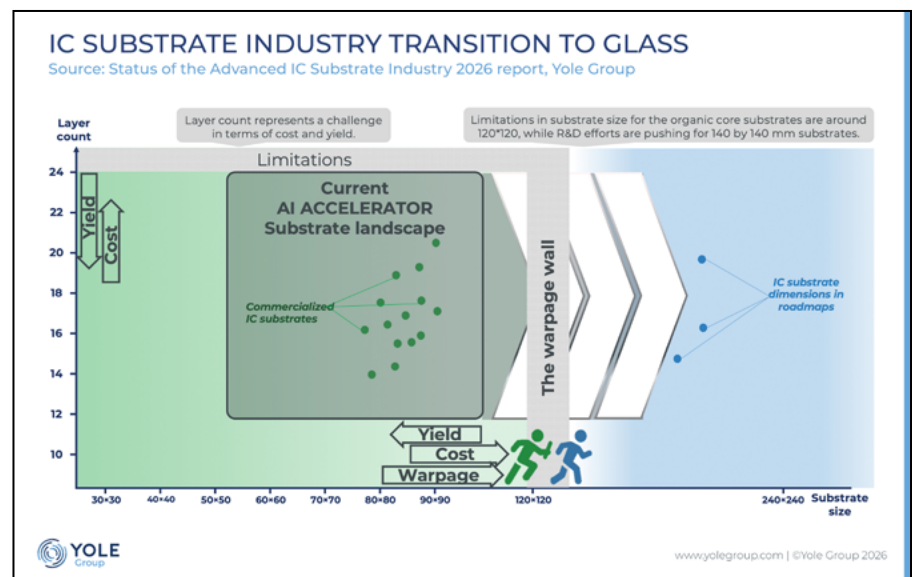 IC SUBSTRATE INDUSTRY TRANSITION TO GLASS
Source: Status of the Advanced IC Substrate Industry 2026 report, Yole Group
Layer count represents a challenge
in terms of cost and yield.
Limitations in substrate size for the organic core substrates are around
120*120, while R&D efforts are pushing for 140 by 140 mm substrates.
Layer
count
Limitations
24
22
20
18
16
14
12
10
Yield
Cost
Current
AI ACCELERATOR
Substrate landscape
Commercialized
IC substrates
The warpage wall
IC substrate
dimensions in
roadmaps
Yield
Cost
Warpage
30×30
40×40
50×50
60×60
70×70
80×80
90×90
120×120
240×240
Substrate
size
YOLE
Group
www.yolegroup.com | ©Yole Group 2026